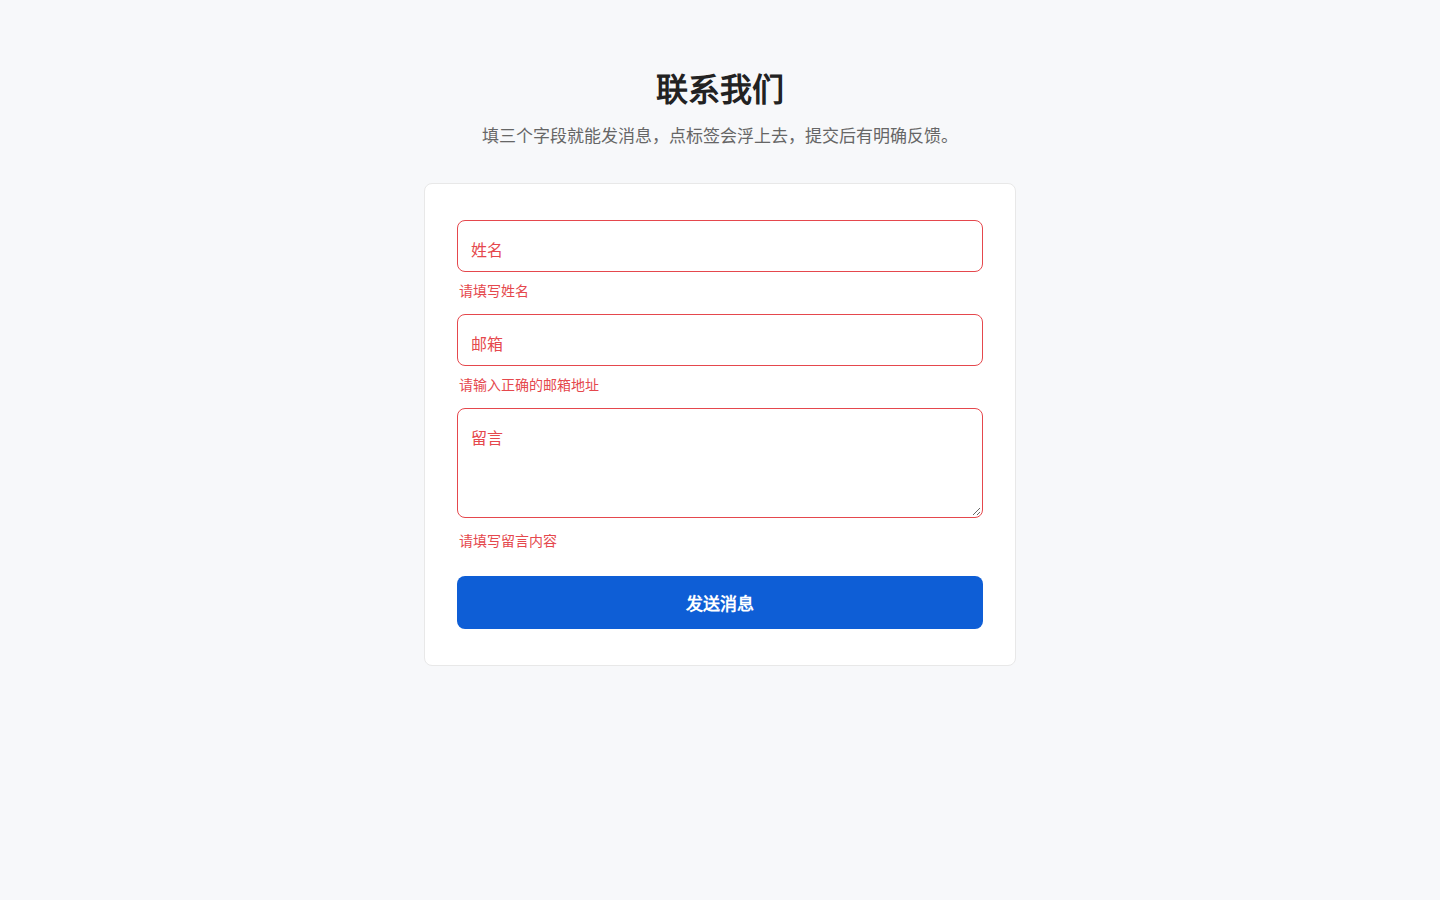 联系我们
填三个字段就能发消息，点标签会浮上去，提交后有明确反馈。
姓名
请填写姓名
邮箱
请输入正确的邮箱地址
留言
请填写留言内容
发送消息